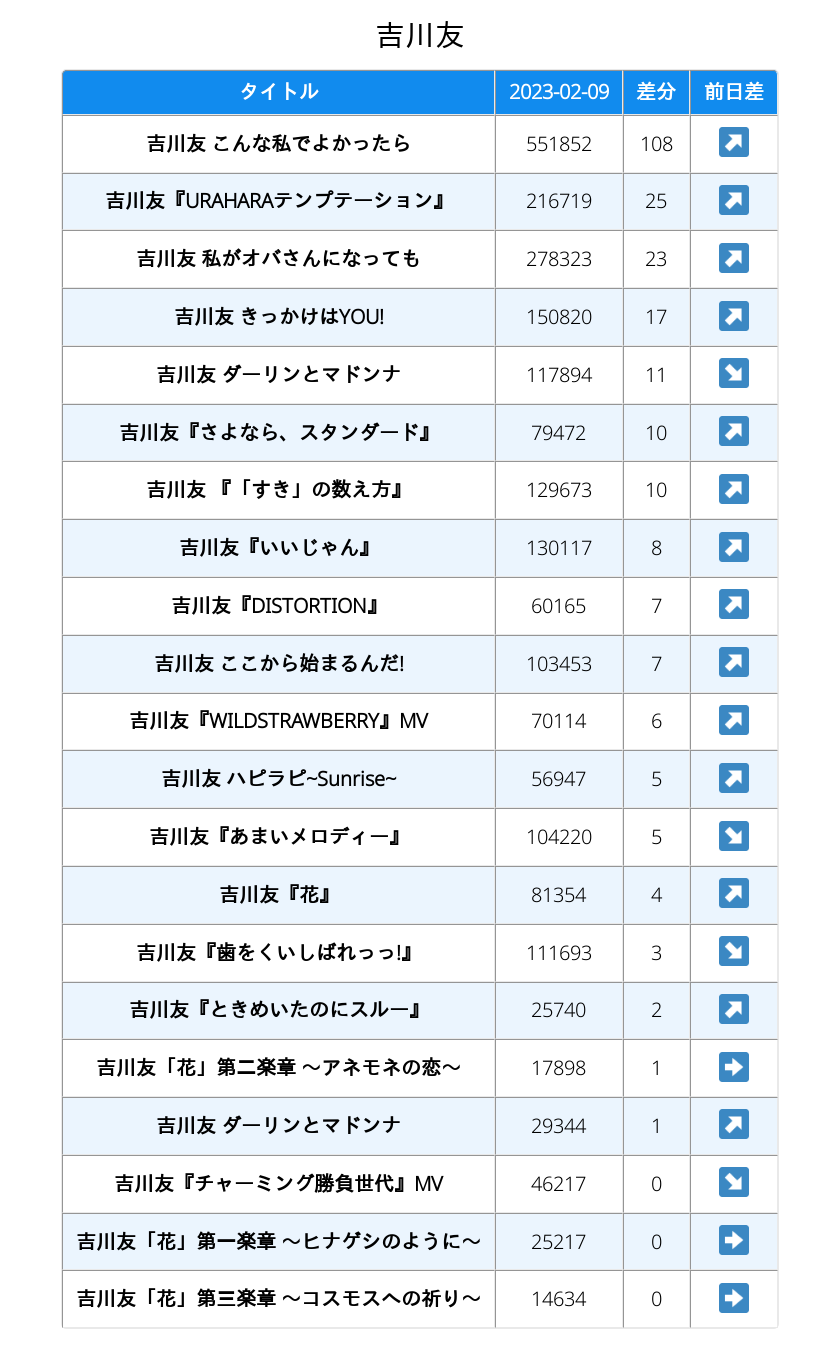 吉川友
タイトル 2023-02-09 差分 前日差
吉川友 こんな私でよかったら 551852 108 ↗
吉川友『URAHARAテンプテーション』 216719 25 ↗
吉川友 私がオバさんになっても 278323 23 ↗
吉川友 きっかけはYOU! 150820 17 ↗
吉川友 ダーリンとマドンナ 117894 11 ↘
吉川友『さよなら、スタンダード』 79472 10 ↗
吉川友 『「すき」の数え方』 129673 10 ↗
吉川友『いいじゃん』 130117 8 ↗
吉川友『DISTORTION』 60165 7 ↗
吉川友 ここから始まるんだ! 103453 7 ↗
吉川友『WILDSTRAWBERRY』MV 70114 6 ↗
吉川友 ハピラピ~Sunrise~ 56947 5 ↗
吉川友『あまいメロディー』 104220 5 ↘
吉川友『花』 81354 4 ↗
吉川友『歯をくいしばれっっ!』 111693 3 ↘
吉川友『ときめいたのにスルー』 25740 2 ↗
吉川友「花」第二楽章 〜アネモネの恋〜 17898 1 ➡
吉川友 ダーリンとマドンナ 29344 1 ↗
吉川友『チャーミング勝負世代』MV 46217 0 ↘
吉川友「花」第一楽章 〜ヒナゲシのように〜 25217 0 ➡
吉川友「花」第三楽章 〜コスモスへの祈り〜 14634 0 ➡